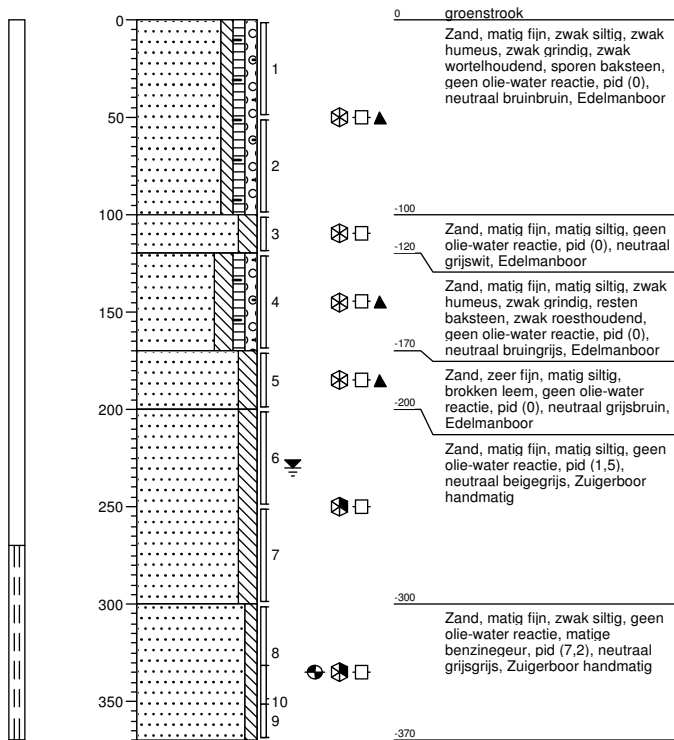 0
50
100
150
200
250
300
350
1
2
3
4
5
6
7
8
10
9
0
groenstrook
Zand, matig fijn, zwak siltig, zwak
humeus, zwak grindig, zwak
wortelhoudend, sporen baksteen,
geen olie-water reactie, pid (0),
neutraal bruinbruin, Edelmanboor
-100
Zand, matig fijn, matig siltig, geen
olie-water reactie, pid (0), neutraal
grijswit, Edelmanboor
-120
Zand, matig fijn, matig siltig, zwak
humeus, zwak grindig, resten
baksteen, zwak roesthoudend,
geen olie-water reactie, pid (0),
neutraal bruingrijs, Edelmanboor
-170
Zand, zeer fijn, matig siltig,
brokken leem, geen olie-water
reactie, pid (0), neutraal grijsbruin,
Edelmanboor
-200
Zand, matig fijn, matig siltig, geen
olie-water reactie, pid (1,5),
neutraal beigegrijs, Zuigerboor
handmatig
-300
Zand, matig fijn, zwak siltig, geen
olie-water reactie, matige
benzinegeur, pid (7,2), neutraal
grijsgrijs, Zuigerboor handmatig
-370